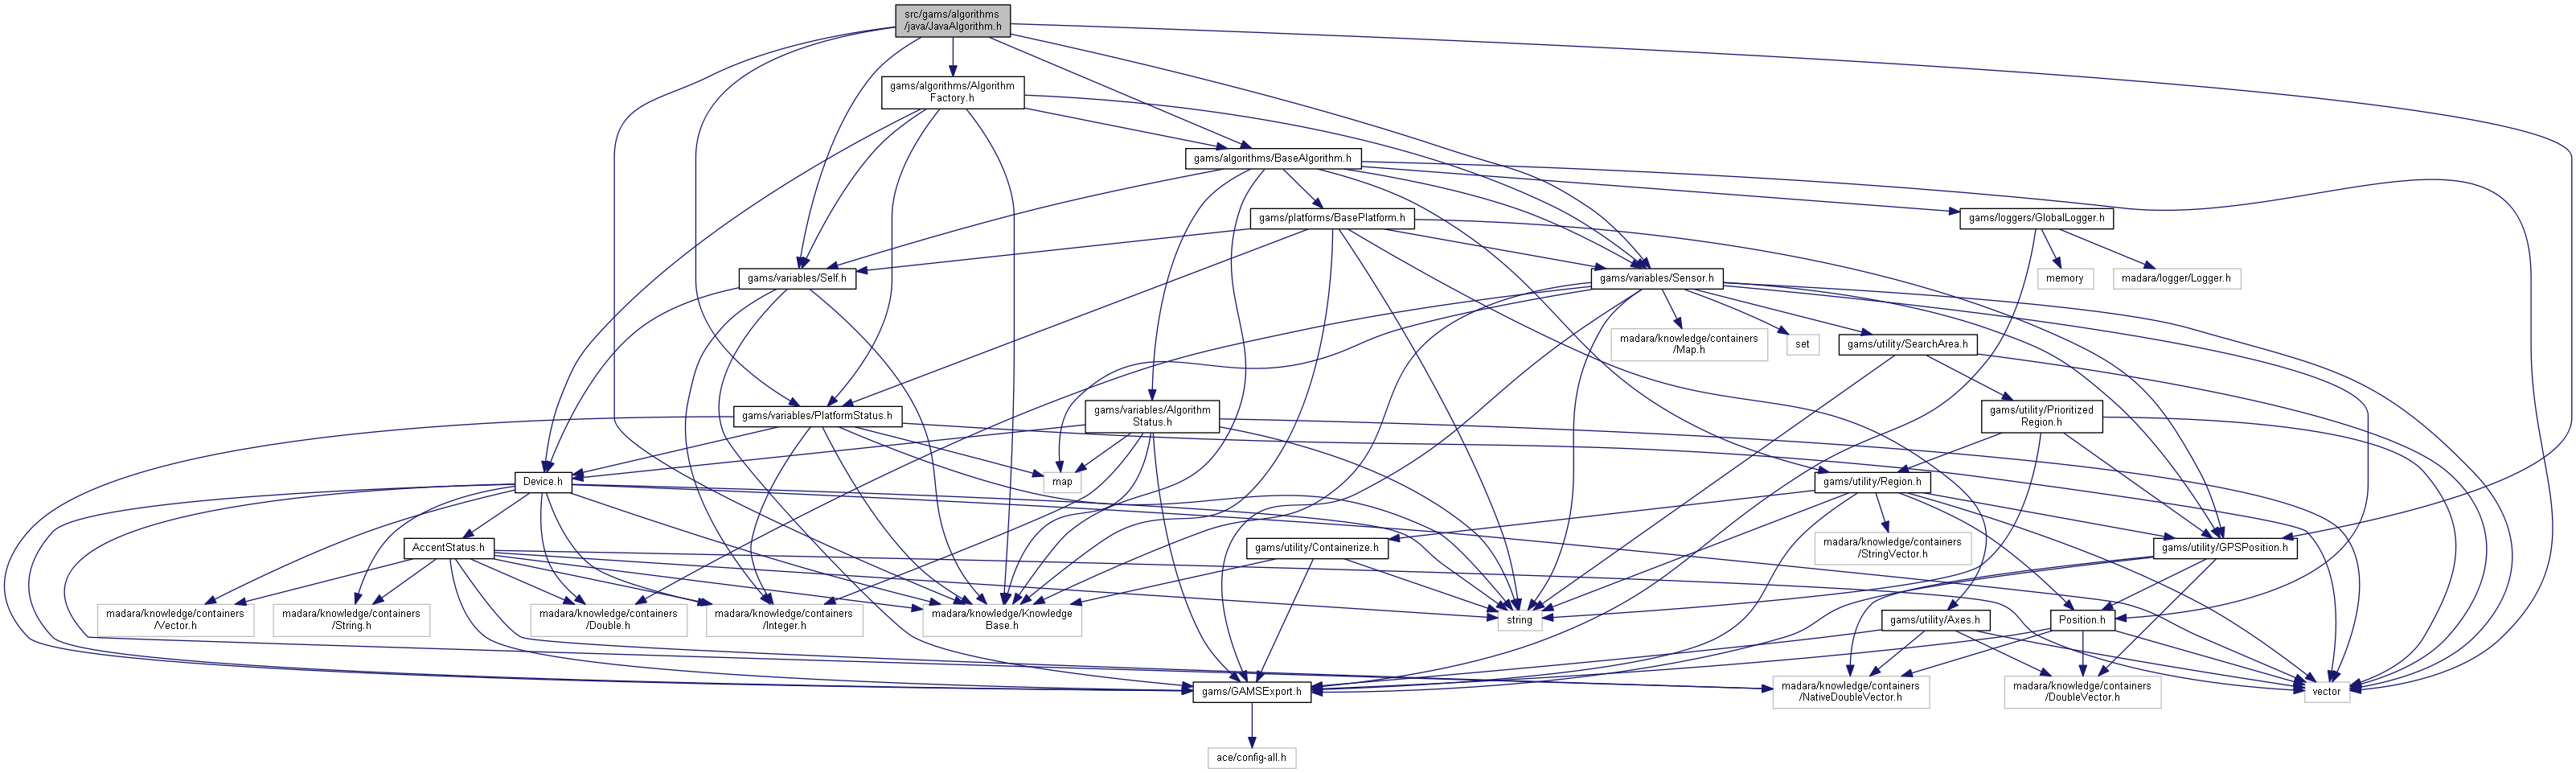 src/gams/algorithms
/java/JavaAlgorithm.h
gams/algorithms/Algorithm
Factory.h
gams/algorithms/BaseAlgorithm.h
gams/platforms/BasePlatform.h
gams/loggers/GlobalLogger.h
gams/variables/Self.h
gams/variables/Sensor.h
memory
madara/logger/Logger.h
madara/knowledge/containers
/Map.h
set
gams/utility/SearchArea.h
gams/variables/PlatformStatus.h
gams/variables/Algorithm
Status.h
gams/utility/Prioritized
Region.h
Device.h
map
gams/utility/Region.h
AccentStatus.h
gams/utility/Containerize.h
madara/knowledge/containers
/StringVector.h
gams/utility/GPSPosition.h
madara/knowledge/containers
/Vector.h
madara/knowledge/containers
/String.h
madara/knowledge/containers
/Double.h
madara/knowledge/containers
/Integer.h
madara/knowledge/Knowledge
Base.h
string
gams/utility/Axes.h
Position.h
gams/GAMSExport.h
madara/knowledge/containers
/NativeDoubleVector.h
madara/knowledge/containers
/DoubleVector.h
vector
ace/config-all.h